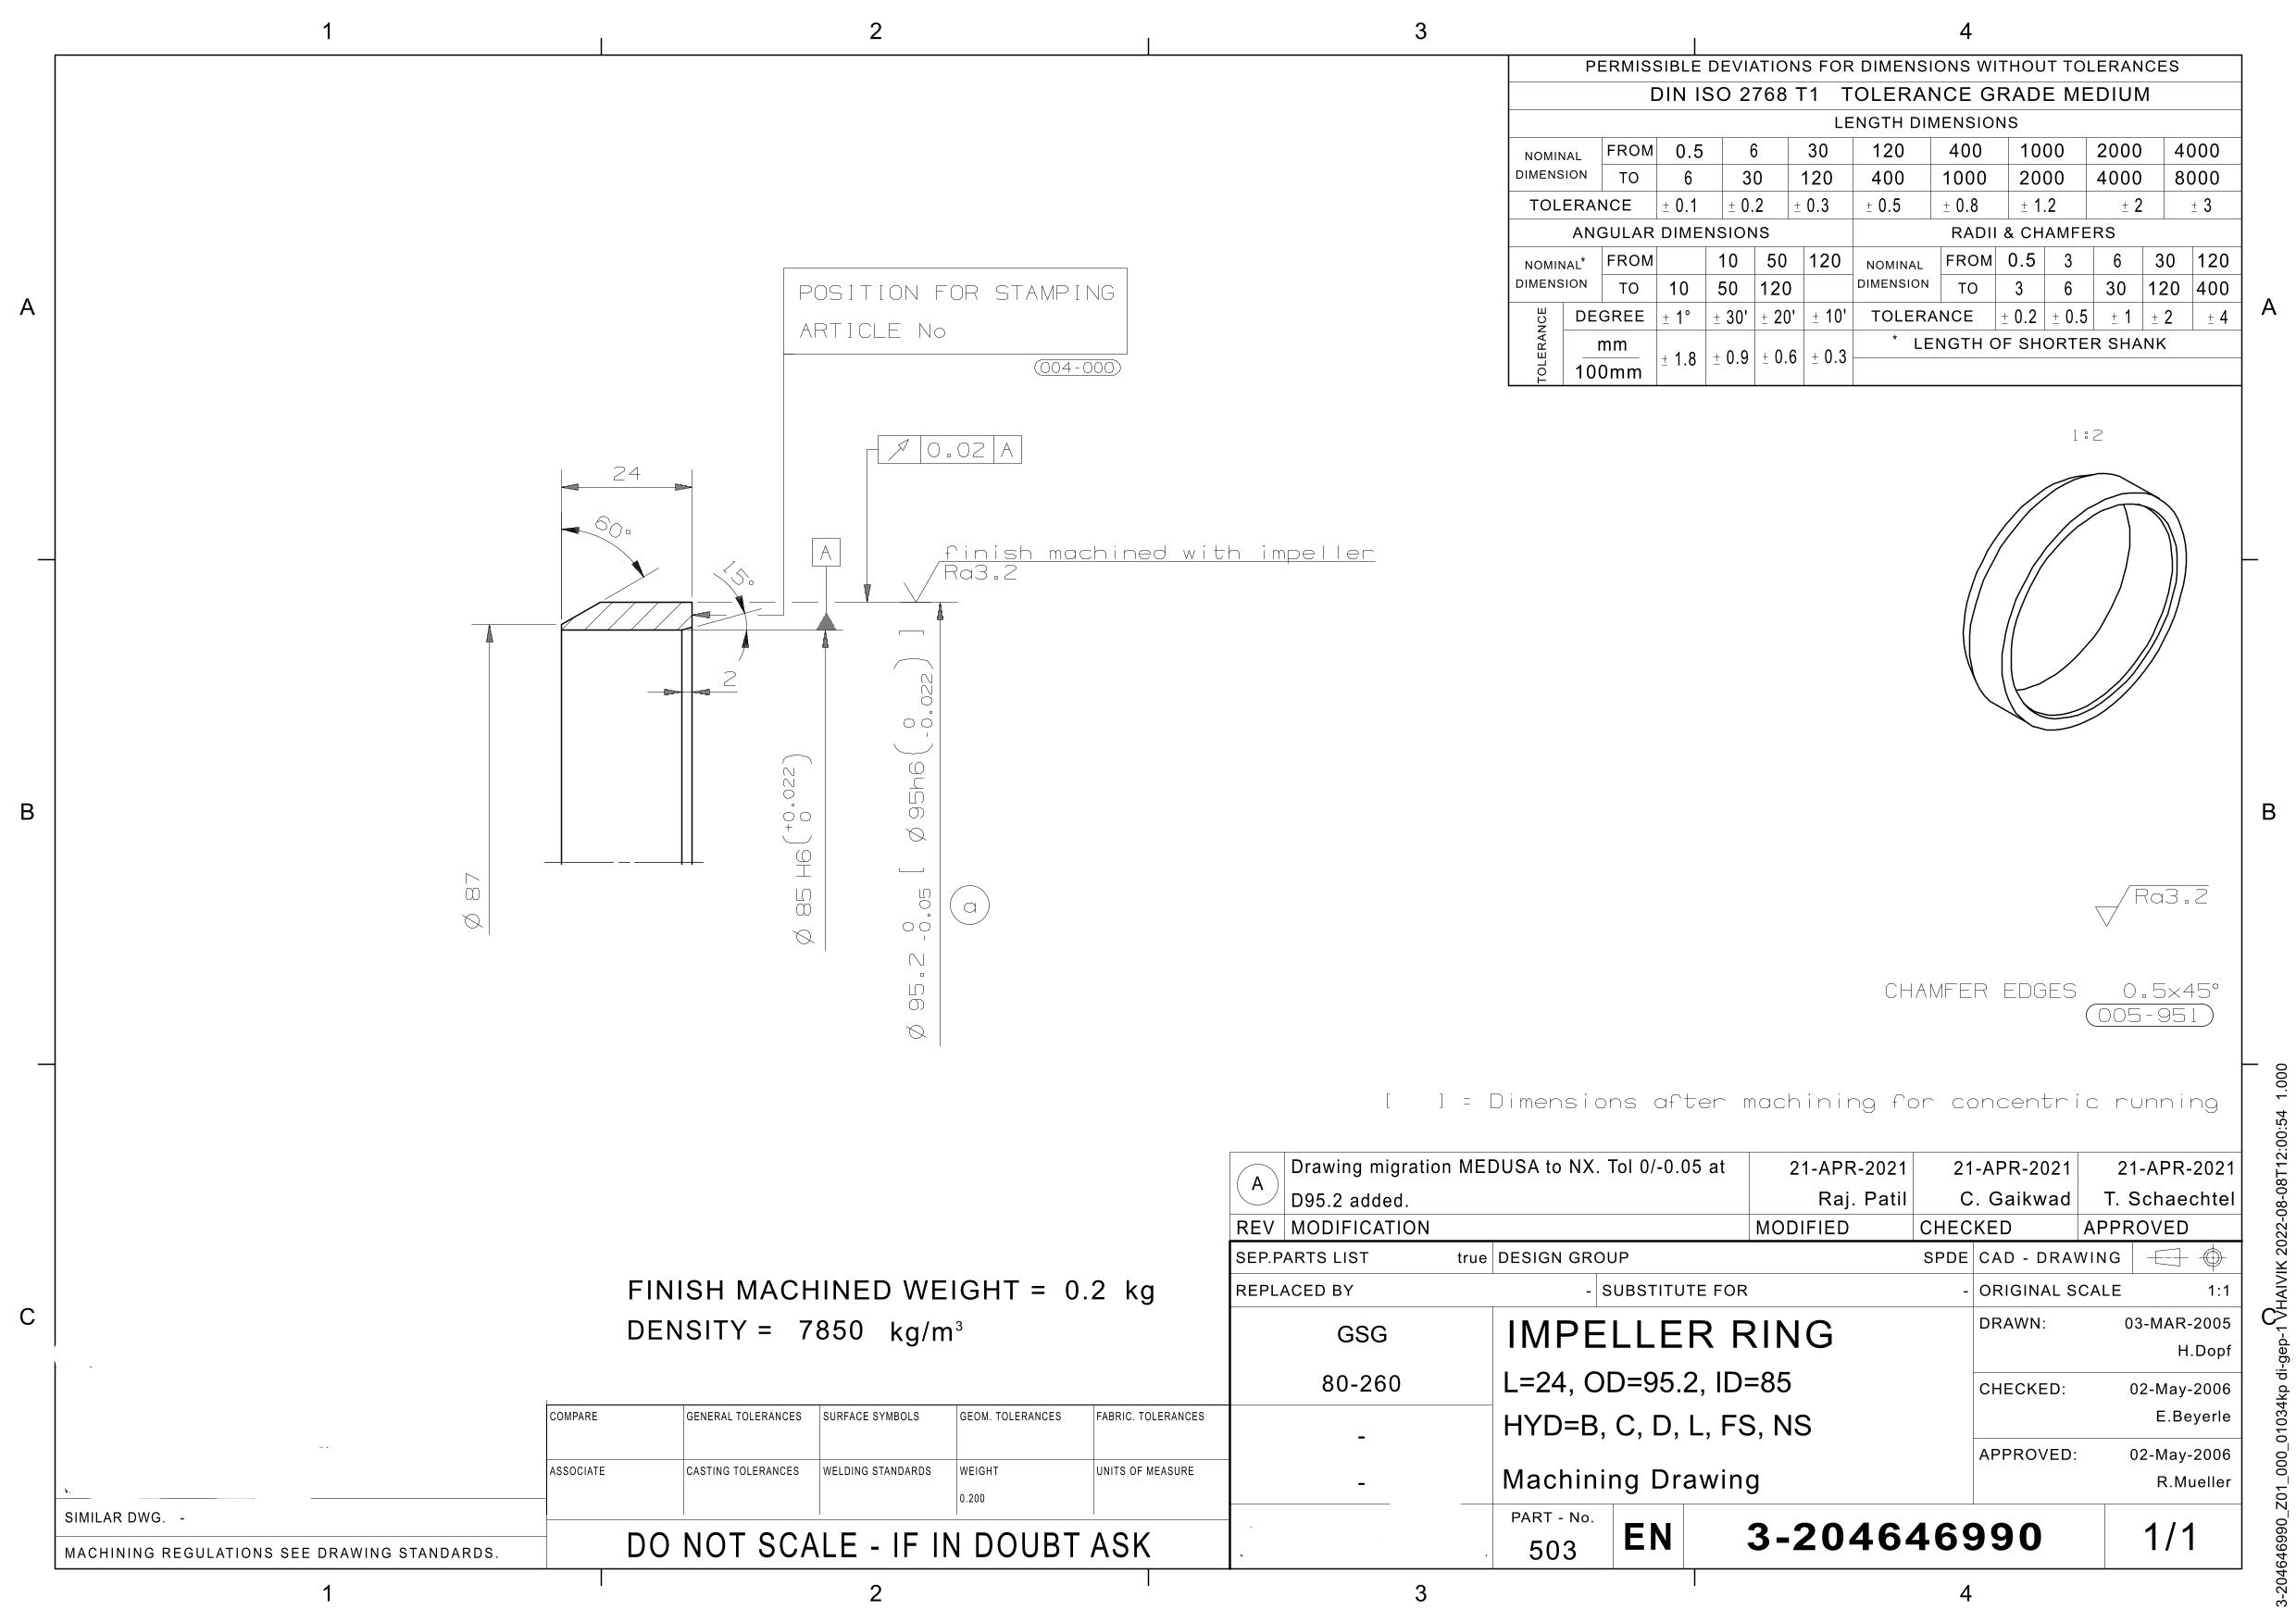 1 2 3 4
PERMISSIBLE DEVIATIONS FOR DIMENSIONS WITHOUT TOLERANCES
DIN ISO 2768 T1 TOLERANCE GRADE MEDIUM
LENGTH DIMENSIONS
NOMINAL DIMENSION FROM 0.5 6 30 120 400 1000 2000 4000
TO 6 30 120 400 1000 2000 4000 8000
TOLERANCE ± 0.1 ± 0.2 ± 0.3 ± 0.5 ± 0.8 ± 1.2 ± 2 ± 3
ANGULAR DIMENSIONS RADII & CHAMFERS
NOMINAL* DIMENSION FROM 10 50 120 NOMINAL DIMENSION FROM 0.5 3 6 30 120
TO 10 50 120 TO 3 6 30 120 400
TOLERANCE DEGREE ± 1° ± 30' ± 20' ± 10' TOLERANCE ± 0.2 ± 0.5 ± 1 ± 2 ± 4
mm
100mm ± 1.8 ± 0.9 ± 0.6 ± 0.3
* LENGTH OF SHORTER SHANK
A A
POSITION FOR STAMPING
ARTICLE No
004-000
1:2
0.02 A
24
60°
15°
A
finish machined with impeller
Ra3.2
2
B B
Ø 87
Ø 85 H6(+0.022 0)
Ø 95.2 0 -0.05 [ Ø 95h6(0 -0.022) ]
a
Ra3.2
CHAMFER EDGES 0.5x45°
005-951
[ ] = Dimensions after machining for concentric running
A Drawing migration MEDUSA to NX. Tol 0/-0.05 at
D95.2 added.
21-APR-2021 21-APR-2021 21-APR-2021
Raj. Patil C. Gaikwad T. Schaechtel
REV MODIFICATION MODIFIED CHECKED APPROVED
SEP.PARTS LIST true DESIGN GROUP SPDE CAD - DRAWING
REPLACED BY - SUBSTITUTE FOR - ORIGINAL SCALE 1:1
FINISH MACHINED WEIGHT = 0.2 kg
DENSITY = 7850 kg/m³
C C
GSG
80-260
-
-
IMPELLER RING
L=24, OD=95.2, ID=85
HYD=B, C, D, L, FS, NS
Machining Drawing
DRAWN: 03-MAR-2005
H.Dopf
CHECKED: 02-May-2006
E.Beyerle
APPROVED: 02-May-2006
R.Mueller
COMPARE GENERAL TOLERANCES SURFACE SYMBOLS GEOM. TOLERANCES FABRIC. TOLERANCES
ASSOCIATE CASTING TOLERANCES WELDING STANDARDS WEIGHT UNITS OF MEASURE
0.200
SIMILAR DWG. -
MACHINING REGULATIONS SEE DRAWING STANDARDS.
DO NOT SCALE - IF IN DOUBT ASK
PART - No.
503
EN
3-204646990
1/1
1 2 3 4
3-204646990_Z01_000_01034kp di-gep-1 VHAIVIK 2022-08-08T12:00:54 1.000